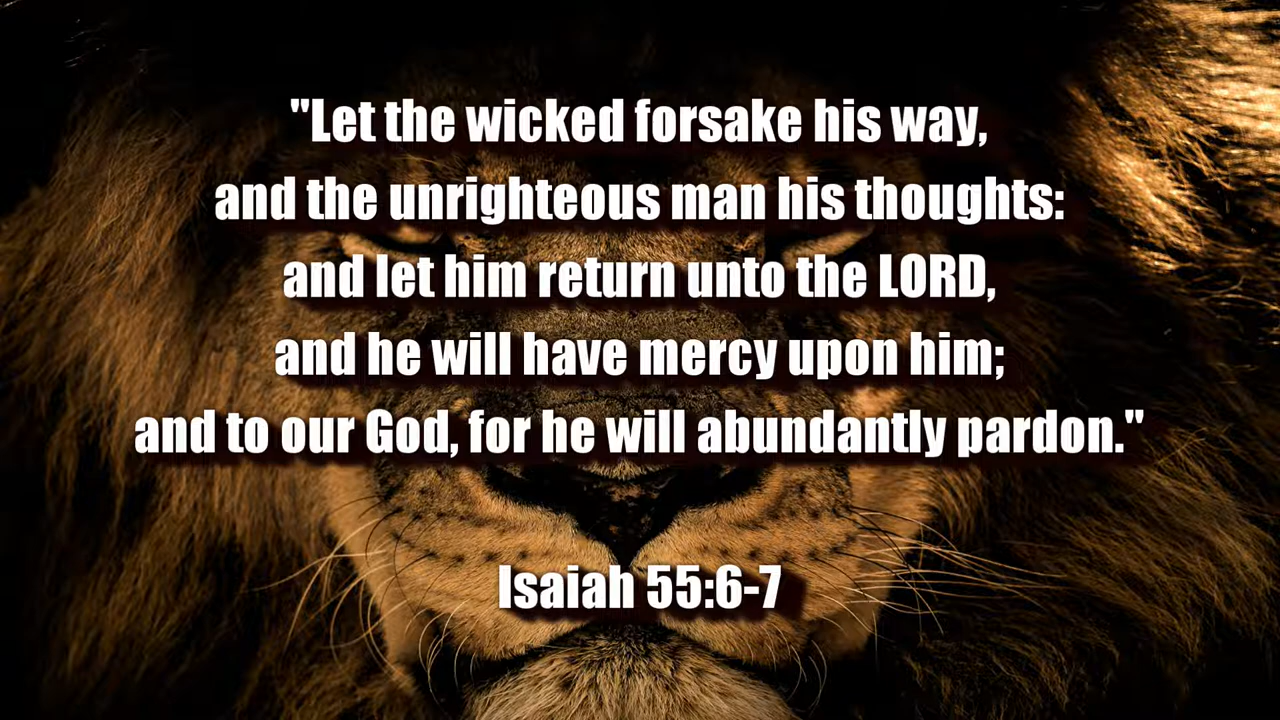 "Let the wicked forsake his way,
and the unrighteous man his thoughts:
and let him return unto the LORD,
and he will have mercy upon him;
and to our God, for he will abundantly pardon."
Isaiah 55:6-7